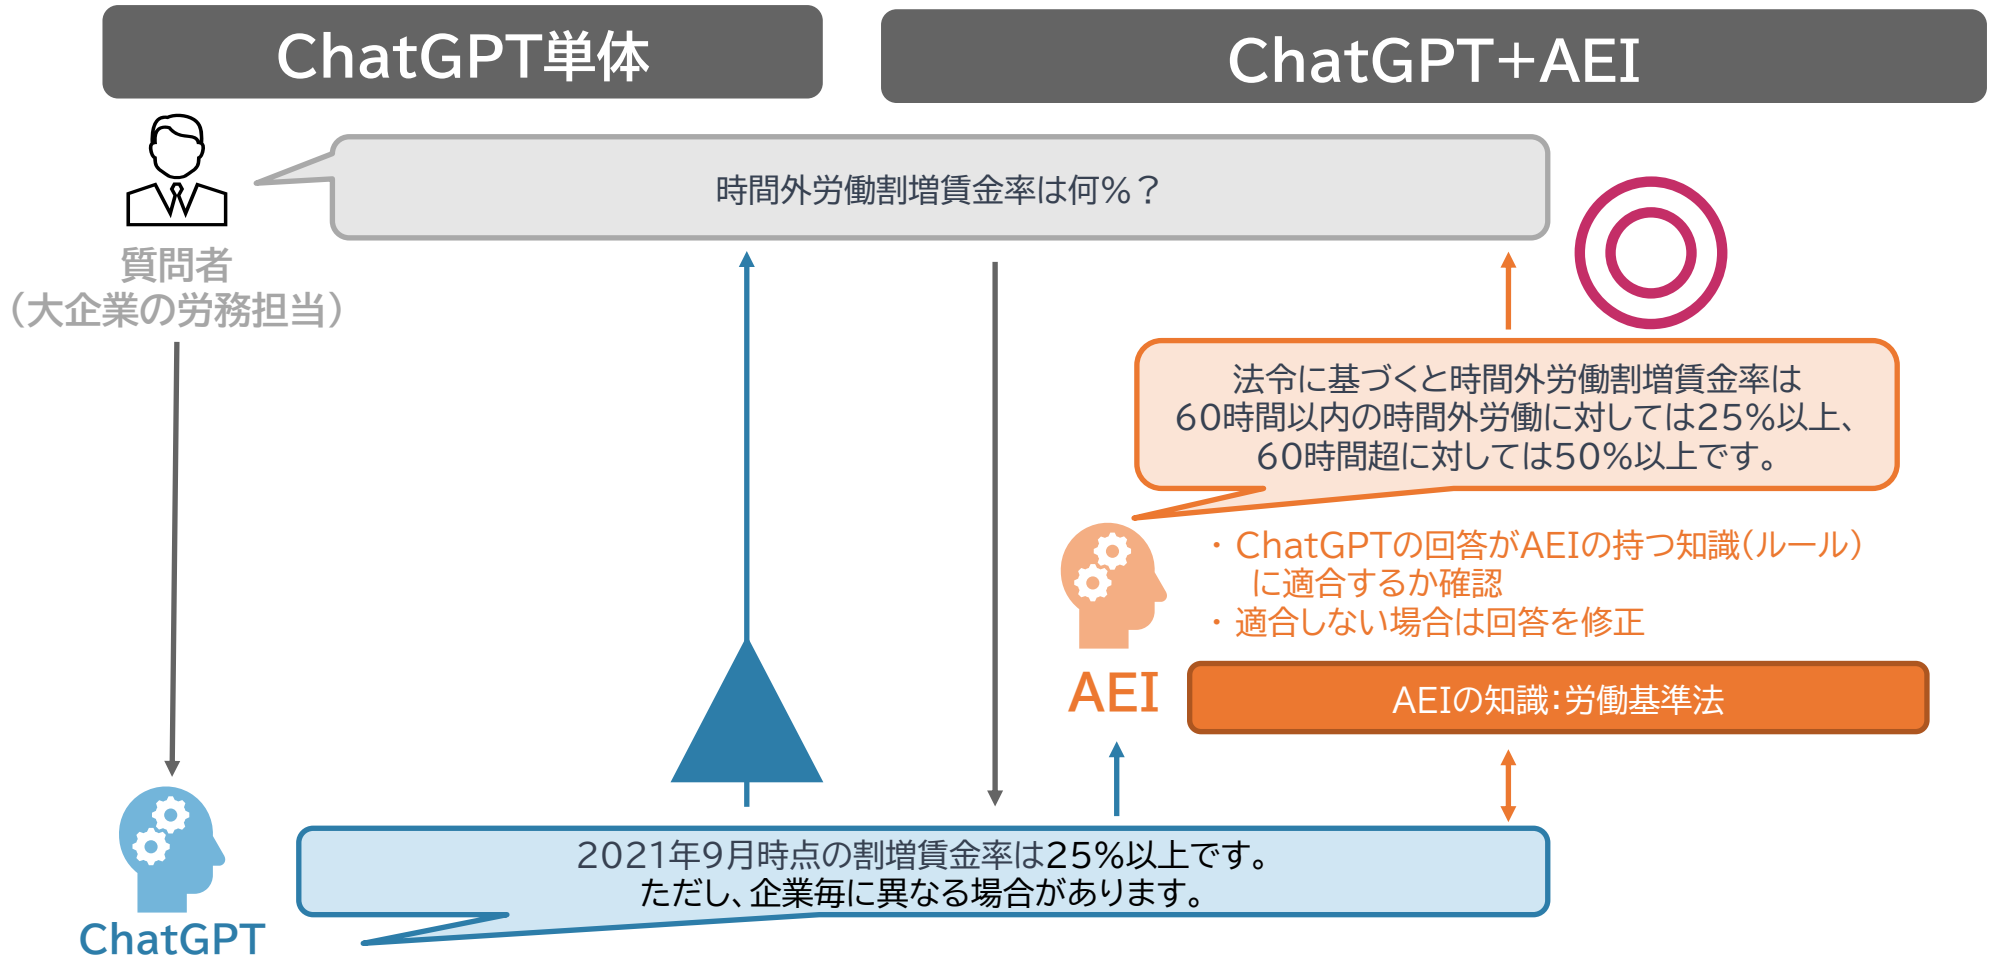 ChatGPT単体
ChatGPT+AEI
時間外労働割増賃金率は何%？
質問者
（大企業の労務担当）
法令に基づくと時間外労働割増賃金率は
60時間以内の時間外労働に対しては25%以上、
60時間超に対しては50%以上です。
・ChatGPTの回答がAEIの持つ知識（ルール）
に適合するか確認
・適合しない場合は回答を修正
AEI
AEIの知識：労働基準法
2021年9月時点の割増賃金率は25%以上です。
ただし、企業毎に異なる場合があります。
ChatGPT